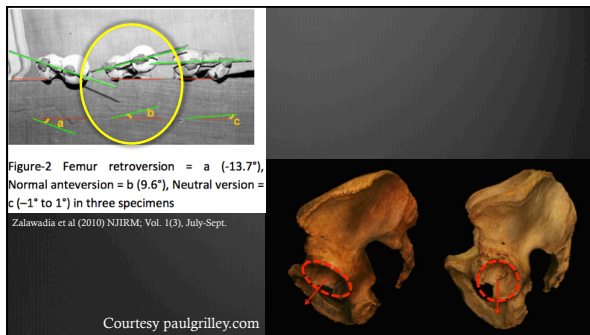 a
b
c
Figure-2 Femur retroversion = a (-13.7°),
Normal anteversion = b (9.6°), Neutral version =
c (–1° to 1°) in three specimens
Zalawadia et al (2010) NJIRM; Vol. 1(3), July-Sept.
Courtesy paulgrilley.com